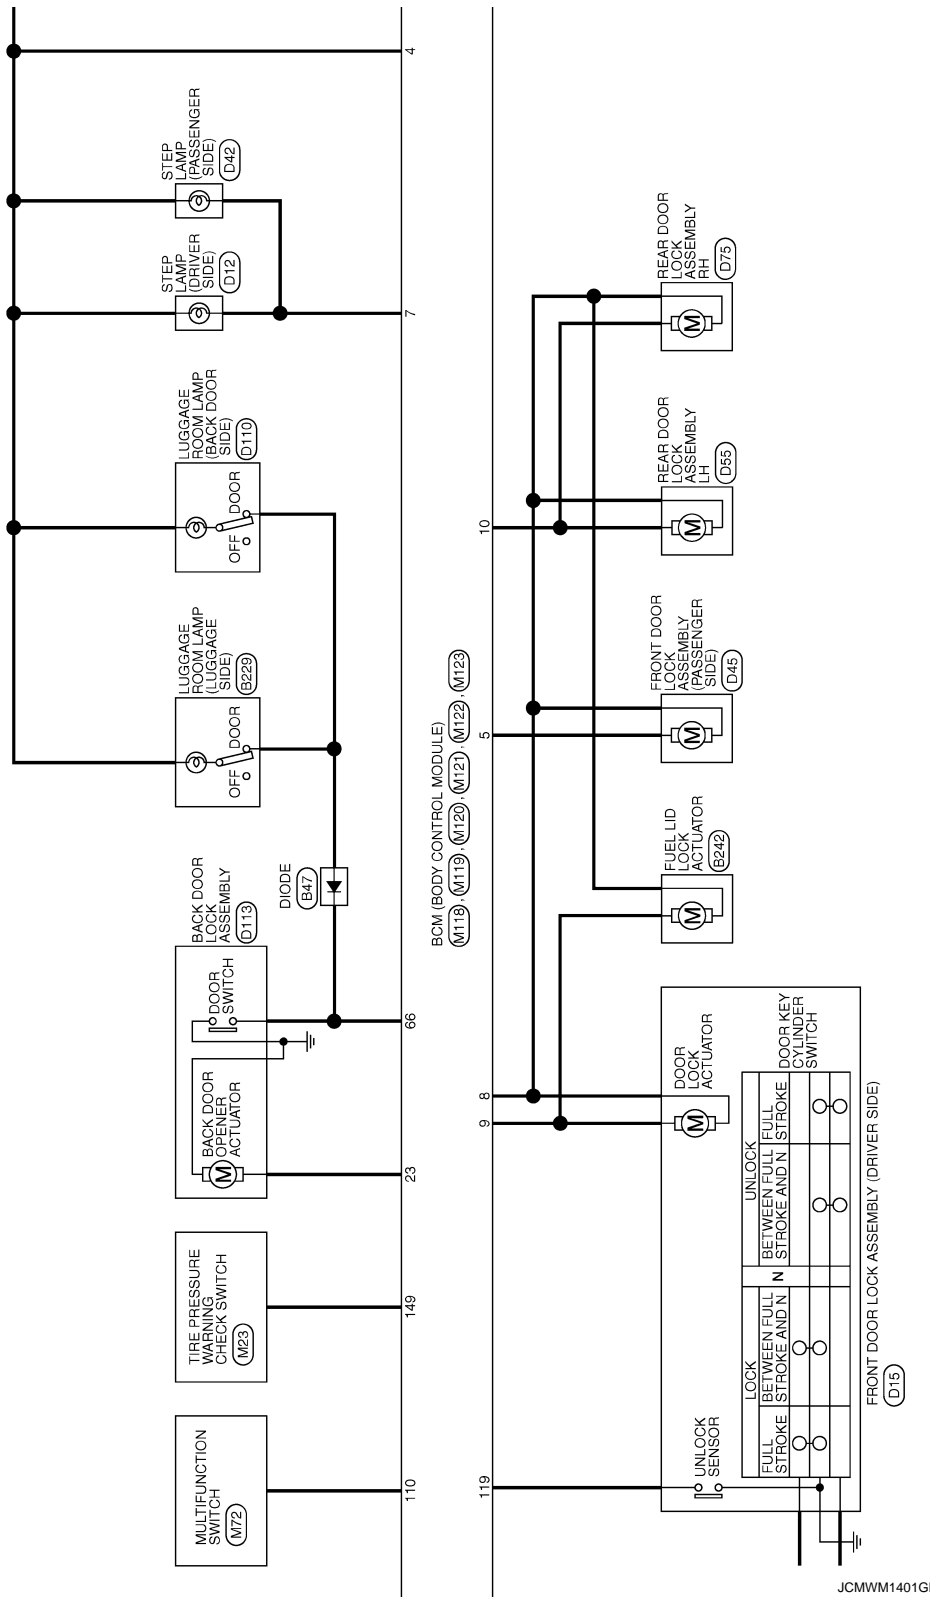 4
STEP
LAMP
(PASSENGER
SIDE)
D42
STEP
LAMP
(DRIVER
SIDE)
D12
7
LUGGAGE
ROOM LAMP
(BACK DOOR
SIDE)
D110
DOOR
OFF
LUGGAGE
ROOM LAMP
(LUGGAGE
SIDE)
B229
DOOR
OFF
DIODE
B47
BACK DOOR
LOCK
ASSEMBLY
D113
DOOR
SWITCH
66
BACK DOOR
OPENER
ACTUATOR
M
23
TIRE PRESSURE
WARNING
CHECK SWITCH
M23
149
MULTIFUNCTION
SWITCH
M72
110
BCM (BODY CONTROL MODULE)
M118 , M119 , M120 , M121 , M122 , M123
REAR DOOR
LOCK
ASSEMBLY
RH
D75
M
10
REAR DOOR
LOCK
ASSEMBLY
LH
D55
M
5
FRONT DOOR
LOCK
ASSEMBLY
(PASSENGER
SIDE)
D45
M
FUEL LID
LOCK
ACTUATOR
B242
M
8
9
DOOR
LOCK
ACTUATOR
M
DOOR KEY
CYLINDER
SWITCH
UNLOCK
FULL
STROKE
BETWEEN FULL
STROKE AND N
N
LOCK
BETWEEN FULL
STROKE AND N
FULL
STROKE
119
UNLOCK
SENSOR
FRONT DOOR LOCK ASSEMBLY (DRIVER SIDE)
D15